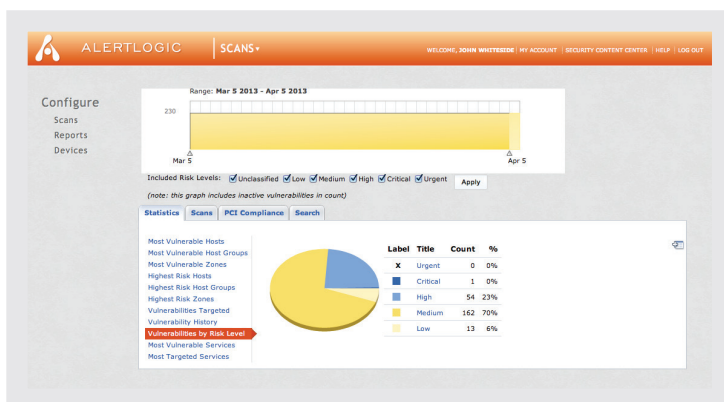 ALERTLOGIC SCANS
WELCOME, JOHN WHITESIDE | MY ACCOUNT | SECURITY CONTENT CENTER | HELP | LOG OUT
Configure
Scans
Reports
Devices
Range: Mar 5 2013 - Apr 5 2013
230
Mar 5 Apr 5
Included Risk Levels: Unclassified Low Medium High Critical Urgent Apply
(note: this graph includes inactive vulnerabilities in count)
Statistics Scans PCI Compliance Search
Most Vulnerable Hosts
Most Vulnerable Host Groups
Most Vulnerable Zones
Highest Risk Hosts
Highest Risk Host Groups
Highest Risk Zones
Vulnerabilities Targeted
Vulnerability History
Vulnerabilities by Risk Level
Most Vulnerable Services
Most Targeted Services
Label Title Count %
X Urgent 0 0%
Critical 1 0%
High 54 23%
Medium 162 70%
Low 13 6%